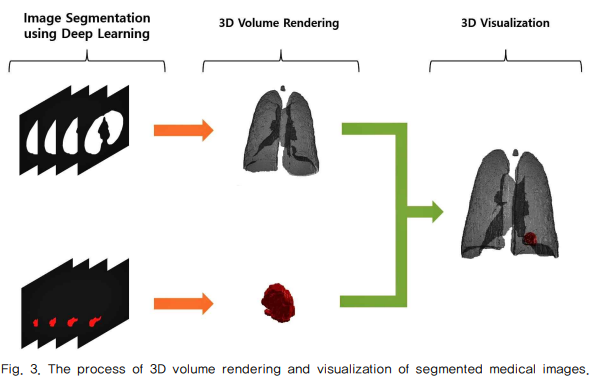 Image Segmentation
using Deep Learning
3D Volume Rendering
3D Visualization
Fig. 3. The process of 3D volume rendering and visualization of segmented medical images.